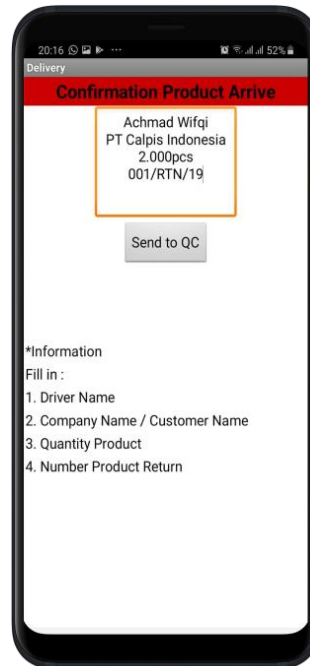 20:16 52%
Delivery
Confirmation Product Arrive
Achmad Wifqi
PT Calpis Indonesia
2.000pcs
001/RTN/19
Send to QC
*Information
Fill in :
1. Driver Name
2. Company Name / Customer Name
3. Quantity Product
4. Number Product Return